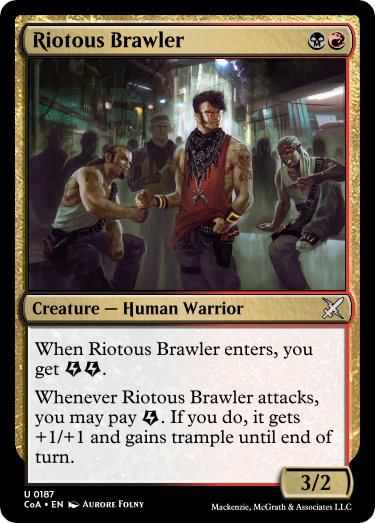 Riotous Brawler
Creature — Human Warrior
When Riotous Brawler enters, you
get.
Whenever Riotous Brawler attacks,
you may pay. If you do, it gets
+1/+1 and gains trample until end of
turn.
3/2
U 0187
CoA • EN Aurore Folny
Mackenzie, McGrath & Associates LLC